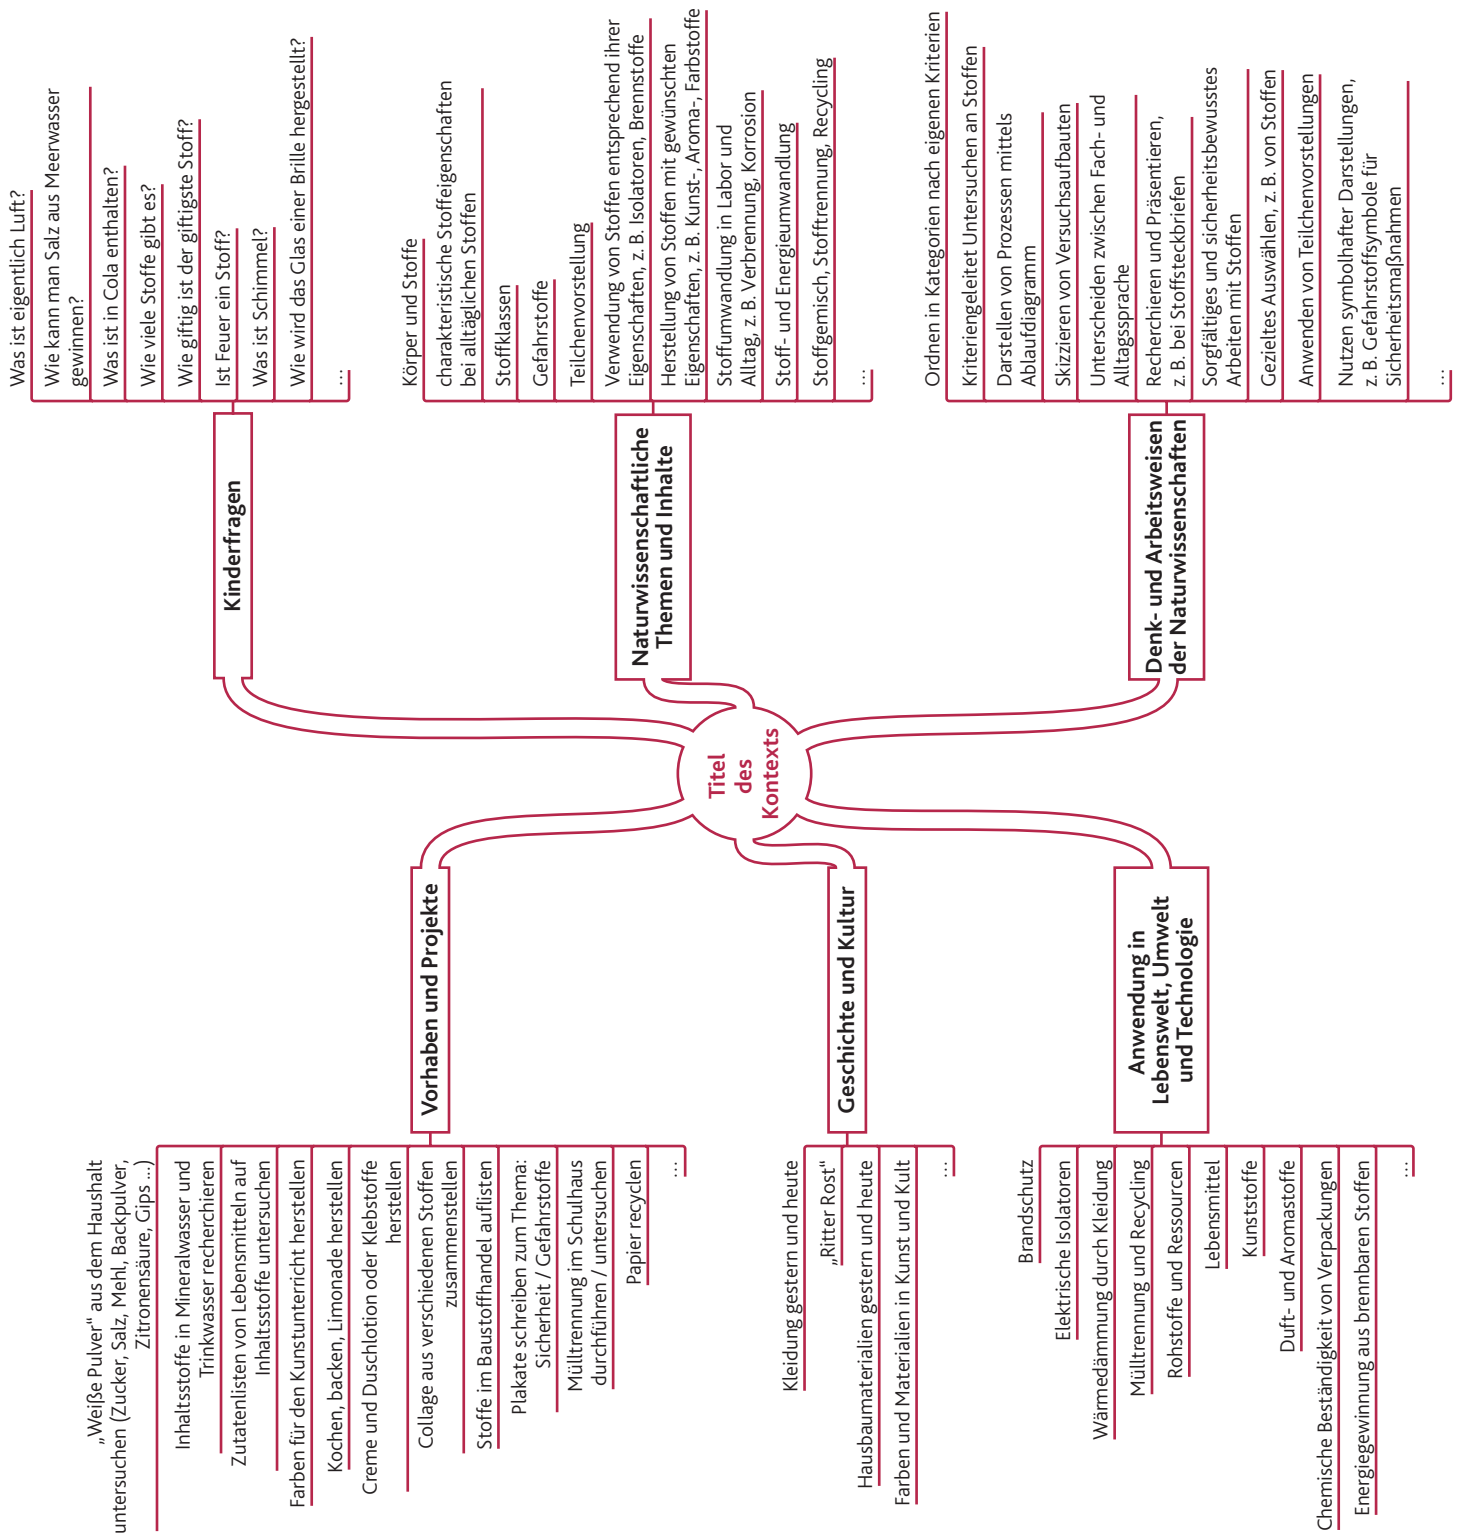 Titel
des
Kontexts
Vorhaben und Projekte
„Weiße Pulver“ aus dem Haushalt
untersuchen (Zucker, Salz, Mehl, Backpulver,
Zitronensäure, Gips ...)
Inhaltsstoffe in Mineralwasser und
Trinkwasser recherchieren
Zutatenlisten von Lebensmitteln auf
Inhaltsstoffe untersuchen
Farben für den Kunstunterricht herstellen
Kochen, backen, Limonade herstellen
Creme und Duschlotion oder Klebstoffe
herstellen
Collage aus verschiedenen Stoffen
zusammenstellen
Stoffe im Baustoffhandel auflisten
Plakate schreiben zum Thema:
Sicherheit / Gefahrstoffe
Mülltrennung im Schulhaus
durchführen / untersuchen
Papier recyclen
...
Geschichte und Kultur
Kleidung gestern und heute
„Ritter Rost“
Hausbaumaterialien gestern und heute
Farben und Materialien in Kunst und Kult
...
Anwendung in
Lebenswelt, Umwelt
und Technologie
Brandschutz
Elektrische Isolatoren
Wärmedämmung durch Kleidung
Mülltrennung und Recycling
Rohstoffe und Ressourcen
Lebensmittel
Kunststoffe
Duft- und Aromastoffe
Chemische Beständigkeit von Verpackungen
Energiegewinnung aus brennbaren Stoffen
...
Kinderfragen
Was ist eigentlich Luft?
Wie kann man Salz aus Meerwasser
gewinnen?
Was ist in Cola enthalten?
Wie viele Stoffe gibt es?
Wie giftig ist der giftigste Stoff?
Ist Feuer ein Stoff?
Was ist Schimmel?
Wie wird das Glas einer Brille hergestellt?
...
Naturwissenschaftliche
Themen und Inhalte
Körper und Stoffe
charakteristische Stoffeigenschaften
bei alltäglichen Stoffen
Stoffklassen
Gefahrstoffe
Teilchenvorstellung
Verwendung von Stoffen entsprechend ihrer
Eigenschaften, z. B. Isolatoren, Brennstoffe
Herstellung von Stoffen mit gewünschten
Eigenschaften, z. B. Kunst-, Aroma-, Farbstoffe
Stoffumwandlung in Labor und
Alltag, z. B. Verbrennung, Korrosion
Stoff- und Energieumwandlung
Stoffgemisch, Stofftrennung, Recycling
...
Denk- und Arbeitsweisen
der Naturwissenschaften
Ordnen in Kategorien nach eigenen Kriterien
Kriteriengeleitet Untersuchen an Stoffen
Darstellen von Prozessen mittels
Ablaufdiagramm
Skizzieren von Versuchsaufbauten
Unterscheiden zwischen Fach- und
Alltagssprache
Recherchieren und Präsentieren,
z. B. bei Stoffsteckbriefen
Sorgfältiges und sicherheitsbewusstes
Arbeiten mit Stoffen
Gezieltes Auswählen, z. B. von Stoffen
Anwenden von Teilchenvorstellungen
Nutzen symbolhafter Darstellungen,
z. B. Gefahrstoffsymbole für
Sicherheitsmaßnahmen
...